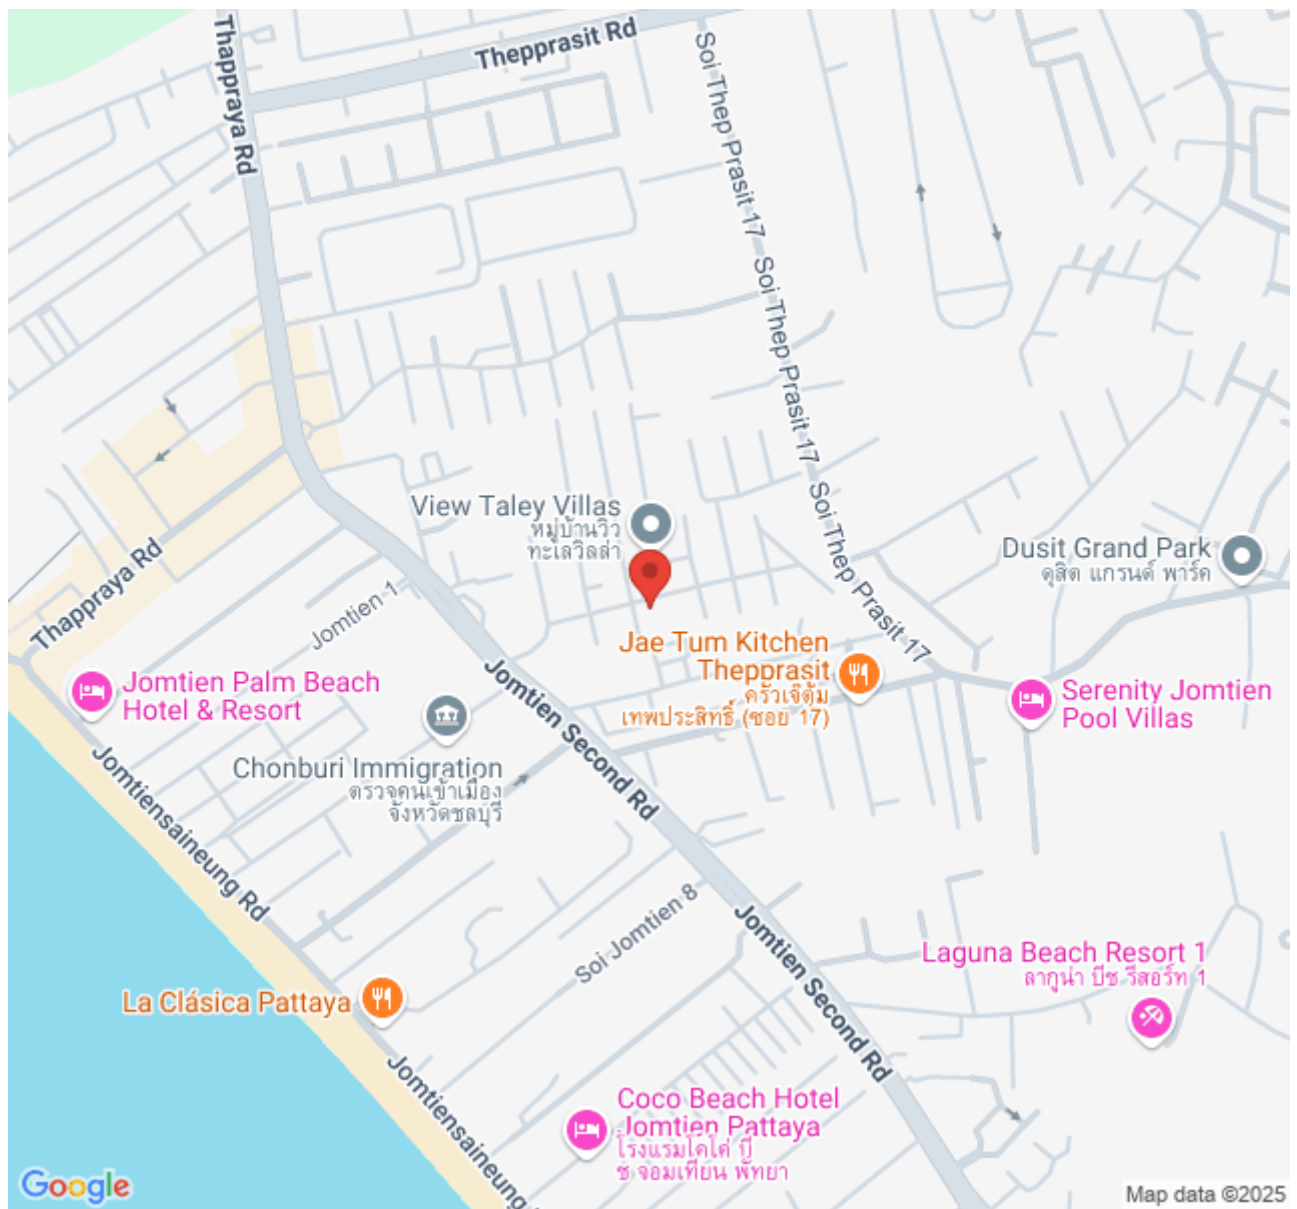 Thepprasit Rd
Thappraya Rd
Soi Thep Prasit 17
Soi Thep Prasit 17
Soi Thep Prasit 17
View Taley Villas
หมู่บ้านวิว
ทะเลวิลล่า
Dusit Grand Park
ดุสิต แกรนด์ พาร์ค
Thappraya Rd
Jomtien 1
Jae Tum Kitchen
Thepprasit
ครัวเจ๊ตุ้ม
เทพประสิทธิ์ (ซอย 17)
Jomtien Palm Beach
Hotel & Resort
Serenity Jomtien
Pool Villas
Jomtien Second Rd
Chonburi Immigration
ตรวจคนเข้าเมือง
จังหวัดชลบุรี
Jomtiensaineung Rd
Soi Jomtien 8
Jomtien Second Rd
Laguna Beach Resort 1
ลากูน่า บีช รีสอร์ท 1
La Clásica Pattaya
Jomtiensaineung
Coco Beach Hotel
Jomtien Pattaya
โรงแรมโคโค่ บี
ช จอมเทียน พัทยา
Google
Map data ©2025